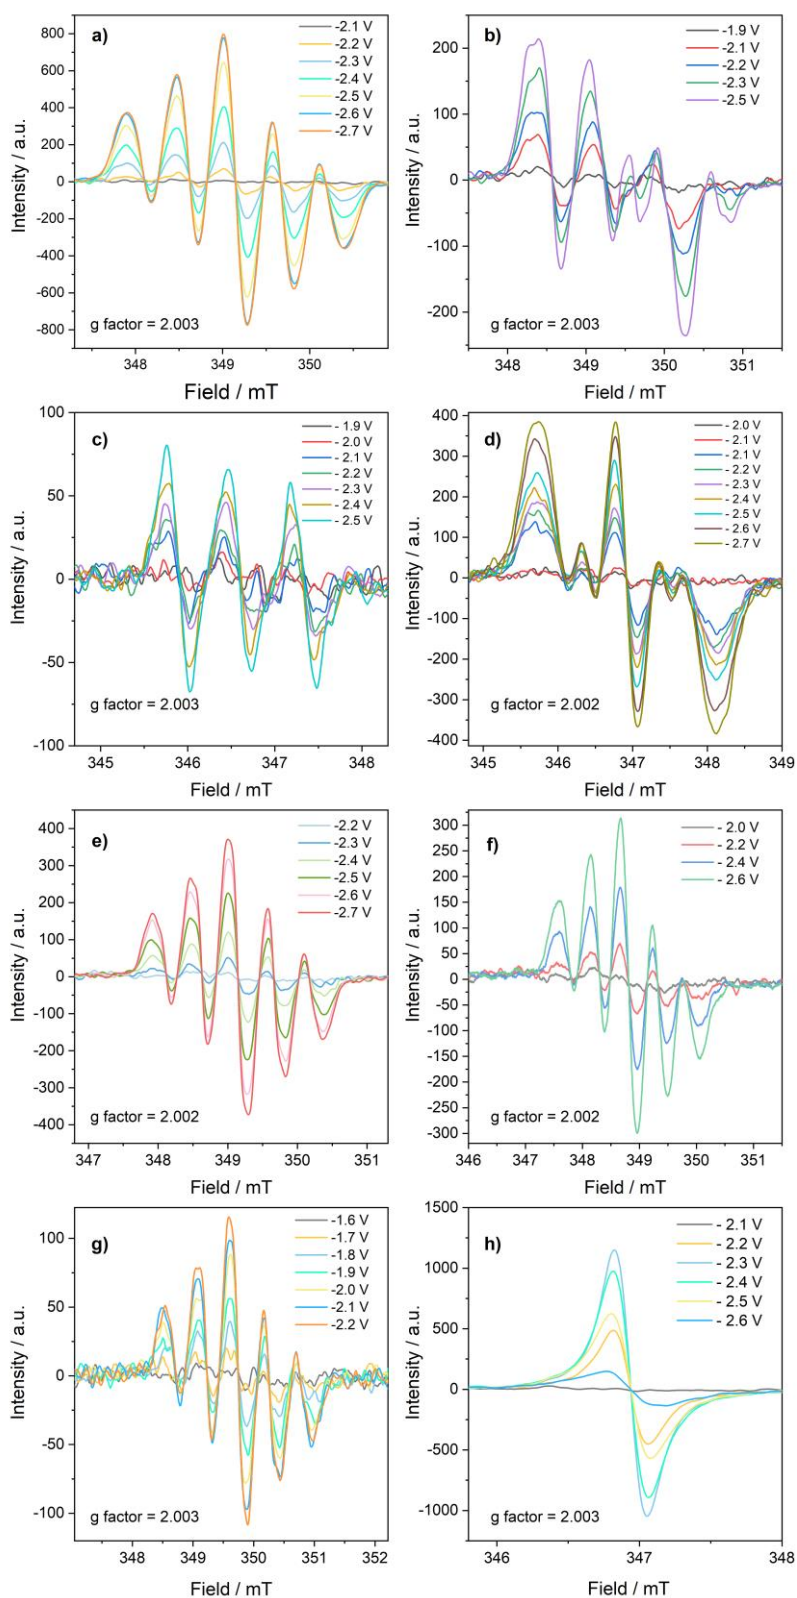 a)
-2.1 V
-2.2 V
-2.3 V
-2.4 V
-2.5 V
-2.6 V
-2.7 V
800
600
400
200
0
-200
-400
-600
-800
Intensity / a.u.
g factor = 2.003
348 349 350
Field / mT
b)
-1.9 V
-2.1 V
-2.2 V
-2.3 V
-2.5 V
200
100
0
-100
-200
Intensity / a.u.
g factor = 2.003
348 349 350 351
Field / mT
c)
- 1.9 V
- 2.0 V
- 2.1 V
- 2.2 V
- 2.3 V
- 2.4 V
- 2.5 V
100
50
0
-50
-100
Intensity / a.u.
g factor = 2.003
345 346 347 348
Field / mT
d)
- 2.0 V
- 2.1 V
- 2.1 V
- 2.2 V
- 2.3 V
- 2.4 V
- 2.5 V
- 2.6 V
- 2.7 V
400
300
200
100
0
-100
-200
-300
-400
Intensity / a.u.
g factor = 2.002
345 346 347 348 349
Field / mT
e)
-2.2 V
-2.3 V
-2.4 V
-2.5 V
-2.6 V
-2.7 V
400
300
200
100
0
-100
-200
-300
-400
Intensity / a.u.
g factor = 2.002
347 348 349 350 351
Field / mT
f)
- 2.0 V
- 2.2 V
- 2.4 V
- 2.6 V
300
250
200
150
100
50
0
-50
-100
-150
-200
-250
-300
Intensity / a.u.
g factor = 2.002
346 347 348 349 350 351
Field / mT
g)
-1.6 V
-1.7 V
-1.8 V
-1.9 V
-2.0 V
-2.1 V
-2.2 V
100
50
0
-50
-100
Intensity / a.u.
g factor = 2.003
348 349 350 351 352
Field / mT
h)
- 2.1 V
- 2.2 V
- 2.3 V
- 2.4 V
- 2.5 V
- 2.6 V
1500
1000
500
0
-500
-1000
Intensity / a.u.
g factor = 2.003
346 347 348
Field / mT